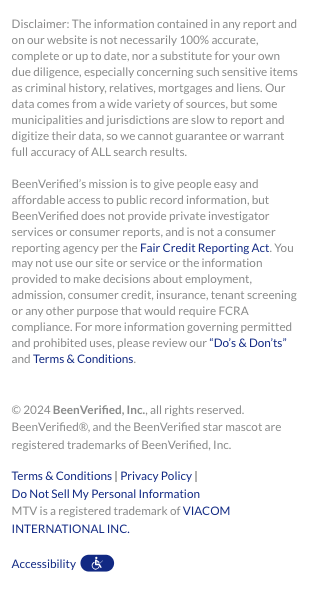 Disclaimer: The information contained in any report and
on our website is not necessarily 100% accurate,
complete or up to date, nor a substitute for your own
due diligence, especially concerning such sensitive items
as criminal history, relatives, mortgages and liens. Our
data comes from a wide variety of sources, but some
municipalities and jurisdictions are slow to report and
digitize their data, so we cannot guarantee or warrant
full accuracy of ALL search results.
BeenVerified's mission is to give people easy and
affordable access to public record information, but
BeenVerified does not provide private investigator
services or consumer reports, and is not a consumer
reporting agency per the Fair Credit Reporting Act. You
may not use our site or service or the information
provided to make decisions about employment,
admission, consumer credit, insurance, tenant screening
or any other purpose that would require FCRA
compliance. For more information governing permitted
and prohibited uses, please review our “Do's & Don'ts”
and Terms & Conditions.
© 2024 BeenVerified, Inc., all rights reserved.
BeenVerified®, and the BeenVerified star mascot are
registered trademarks of BeenVerified, Inc.
Terms & Conditions | Privacy Policy |
Do Not Sell My Personal Information
MTV is a registered trademark of VIACOM
INTERNATIONAL INC.
Accessibility